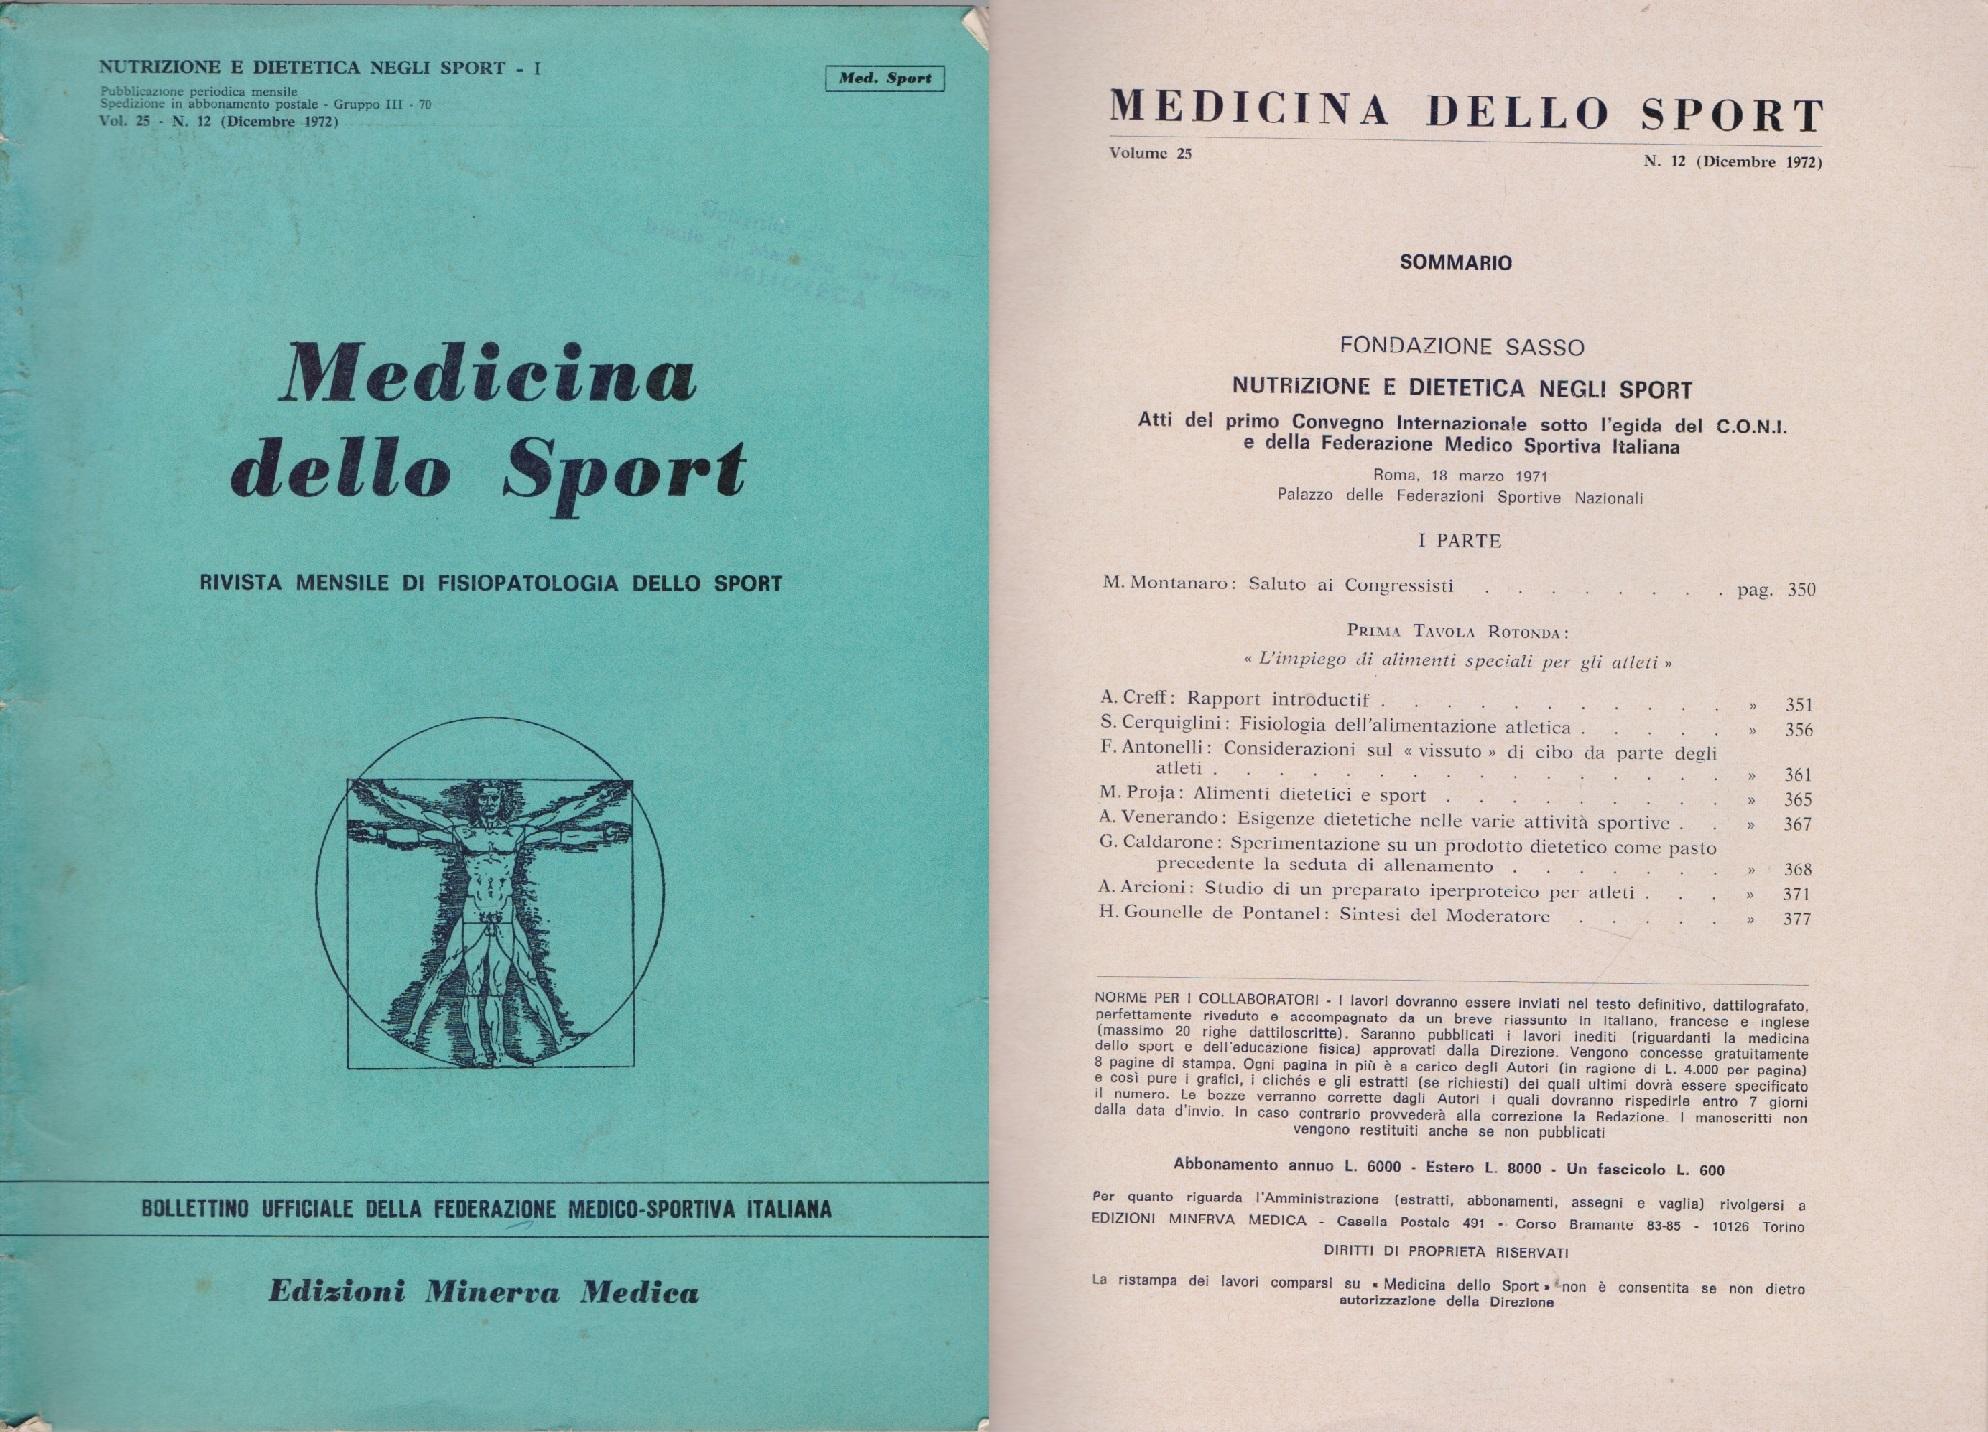 NUTRIZIONE E DIETETICA NEGLI SPORT - I
Pubblicazione periodica mensile
Spedizione in abbonamento postale - Gruppo III - 70
Vol. 25 - N. 12 (Dicembre 1972)
Med. Sport
Medicina
dello Sport
RIVISTA MENSILE DI FISIOPATOLOGIA DELLO SPORT
BOLLETTINO UFFICIALE DELLA FEDERAZIONE MEDICO-SPORTIVA ITALIANA
Edizioni Minerva Medica
MEDICINA DELLO SPORT
Volume 25 N. 12 (Dicembre 1972)
SOMMARIO
FONDAZIONE SASSO
NUTRIZIONE E DIETETICA NEGLI SPORT
Atti del primo Convegno Internazionale sotto l'egida del C.O.N.I.
e della Federazione Medico Sportiva Italiana
Roma, 18 marzo 1971
Palazzo delle Federazioni Sportive Nazionali
I PARTE
M. Montanaro: Saluto ai Congressisti . . . . . . . . pag. 350
PRIMA TAVOLA ROTONDA:
« L'impiego di alimenti speciali per gli atleti »
A. Creff: Rapport introductif . . . . . . . . . . . » 351
S. Cerquiglini: Fisiologia dell'alimentazione atletica . . . . . » 356
F. Antonelli: Considerazioni sul « vissuto » di cibo da parte degli
atleti . . . . . . . . . . . . . . . . » 361
M. Proja: Alimenti dietetici e sport . . . . . . . . . » 365
A. Venerando: Esigenze dietetiche nelle varie attività sportive . . » 367
G. Caldarone: Sperimentazione su un prodotto dietetico come pasto
precedente la seduta di allenamento . . . . . . . » 368
A. Arcioni: Studio di un preparato iperproteico per atleti . . . » 371
H. Gounelle de Pontanel: Sintesi del Moderatore . . . . . » 377
NORME PER I COLLABORATORI - I lavori dovranno essere inviati nel testo definitivo, dattilografato,
perfettamente riveduto e accompagnato da un breve riassunto in italiano, francese e inglese
(massimo 20 righe dattiloscritte). Saranno pubblicati i lavori inediti (riguardanti la medicina
dello sport e dell'educazione fisica) approvati dalla Direzione. Vengono concesse gratuitamente
8 pagine di stampa. Ogni pagina in più è a carico degli Autori (in ragione di L. 4.000 per pagina)
e così pure i grafici, i clichés e gli estratti (se richiesti) dei quali ultimi dovrà essere specificato
il numero. Le bozze verranno corrette dagli Autori i quali dovranno rispedirle entro 7 giorni
dalla data d'invio. In caso contrario provvederà alla correzione la Redazione. I manoscritti non
vengono restituiti anche se non pubblicati
Abbonamento annuo L. 6000 - Estero L. 8000 - Un fascicolo L. 600
Per quanto riguarda l'Amministrazione (estratti, abbonamenti, assegni e vaglia) rivolgersi a
EDIZIONI MINERVA MEDICA - Casella Postale 491 - Corso Bramante 83-85 - 10126 Torino
DIRITTI DI PROPRIETÀ RISERVATI
La ristampa dei lavori comparsi su « Medicina dello Sport » non è consentita se non dietro
autorizzazione della Direzione